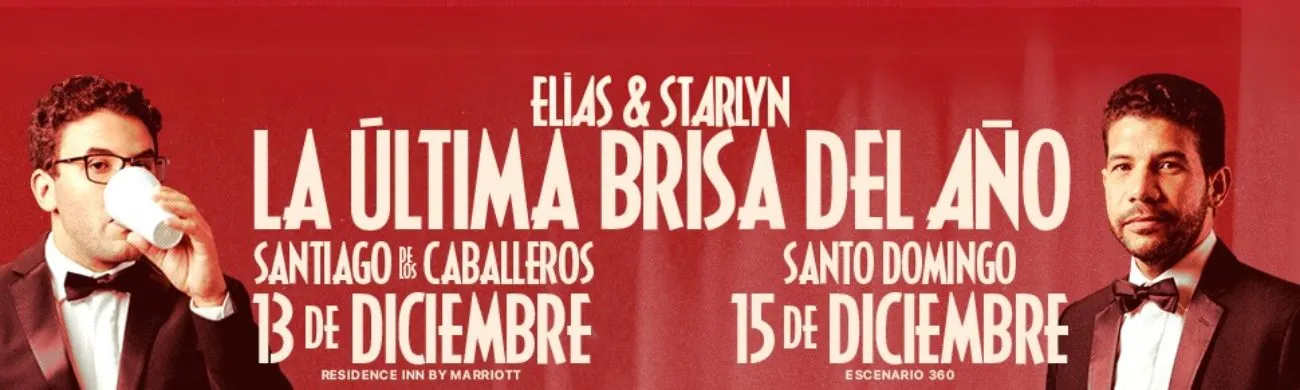 ELÍAS & STARLYN
LA ÚLTIMA BRISA DEL AÑO
SANTIAGO DE LOS CABALLEROS
13 DE DICIEMBRE
RESIDENCE INN BY MARRIOTT
SANTO DOMINGO
15 DE DICIEMBRE
ESCENARIO 360